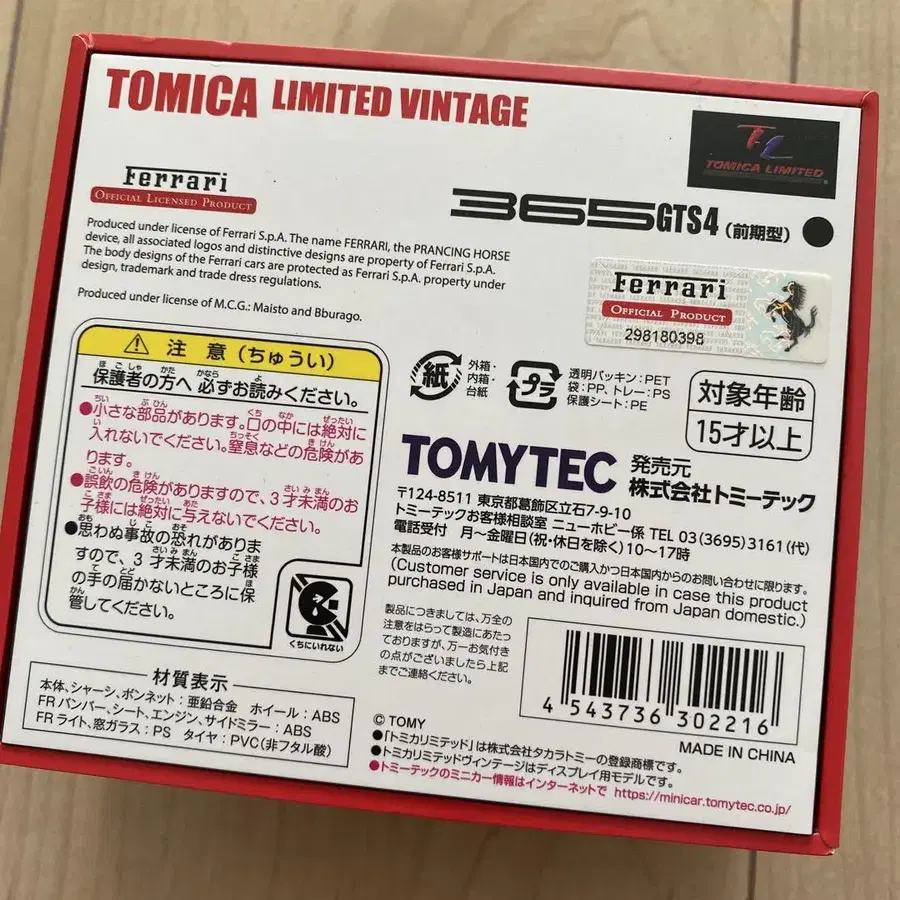 TOMICA LIMITED VINTAGE
TOMICA LIMITED
Ferrari
OFFICIAL LICENSED PRODUCT
365GTS4 (前期型)
Produced under license of Ferrari S.p.A. The name FERRARI, the PRANCING HORSE
device, all associated logos and distinctive designs are property of Ferrari S.p.A.
The body designs of the Ferrari cars are protected as Ferrari S.p.A. property under
design, trademark and trade dress regulations.
Produced under license of M.C.G.: Maisto and Bburago.
Ferrari
OFFICIAL PRODUCT
298180398
注意(ちゅうい)
保護者の方へ 必ずお読みください。
●小さな部品があります。口の中には絶対に
入れないでください。窒息などの危険があ
ります。
●誤飲の危険がありますので、3才未満のお
子様には絶対に与えないでください。
●思わぬ事故の恐れがありま
すので、3才未満のお子様
の手の届かないところに保
管してください。
くちにいれない
紙
外箱・
内箱・
台紙
プラ
透明パッキン:PET
袋:PP、トレー:PS
保護シート:PE
対象年齢
15才以上
TOMYTEC
発売元
株式会社トミーテック
〒124-8511 東京都葛飾区立石7-9-10
トミーテックお客様相談室 ニューホビー係 TEL 03(3695)3161(代)
電話受付 月〜金曜日(祝・休日を除く)10〜17時
本製品のお客様サポートは日本国内でのご購入かつ日本国内からのお問い合わせに限ります。
(Customer service is only available in case this product
purchased in Japan and inquired from Japan domestic.)
製品につきましては、万全の
注意をはらって製造にあたっ
ておりますが、万一お気付き
の点がございましたら上記
までご連絡ください。
4 543736 302216
MADE IN CHINA
材質表示
本体、シャーシ、ボンネット:亜鉛合金 ホイール:ABS
FRバンパー、シート、エンジン、サイドミラー:ABS
FRライト、窓ガラス:PS タイヤ:PVC(非フタル酸)
© TOMY
●「トミカリミテッド」は株式会社タカラトミーの登録商標です。
●トミカリミテッドヴィンテージはディスプレイ用モデルです。
●トミーテックのミニカー情報はインターネットで https://minicar.tomytec.co.jp/